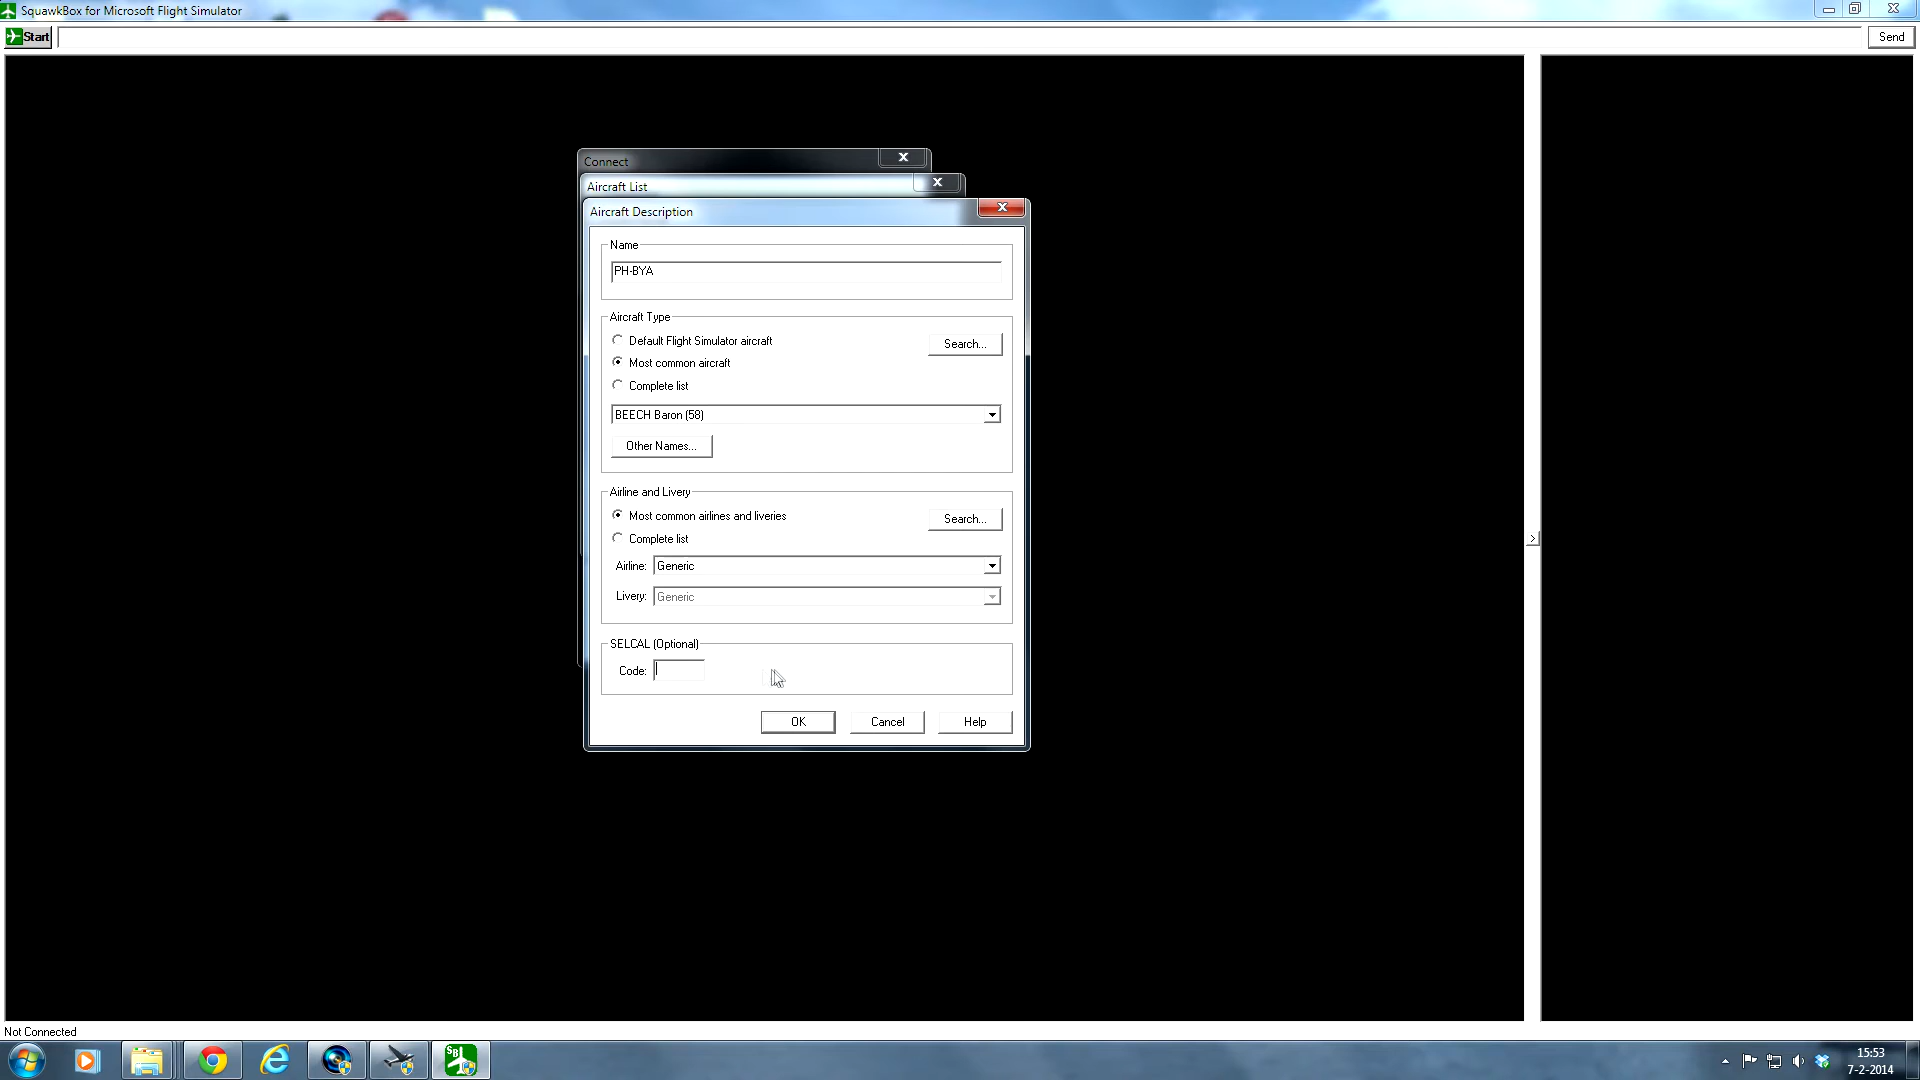 SquawkBox for Microsoft Flight Simulator
Start
Send
Connect
Aircraft List
Aircraft Description
Name
PH-BYA
Aircraft Type
Default Flight Simulator aircraft
Search...
Most common aircraft
Complete list
BEECH Baron (58)
Other Names...
Airline and Livery
Most common airlines and liveries
Search...
Complete list
Airline: Generic
Livery: Generic
SELCAL (Optional)
Code:
OK Cancel Help
Not Connected
SB
15:53
7-2-2014